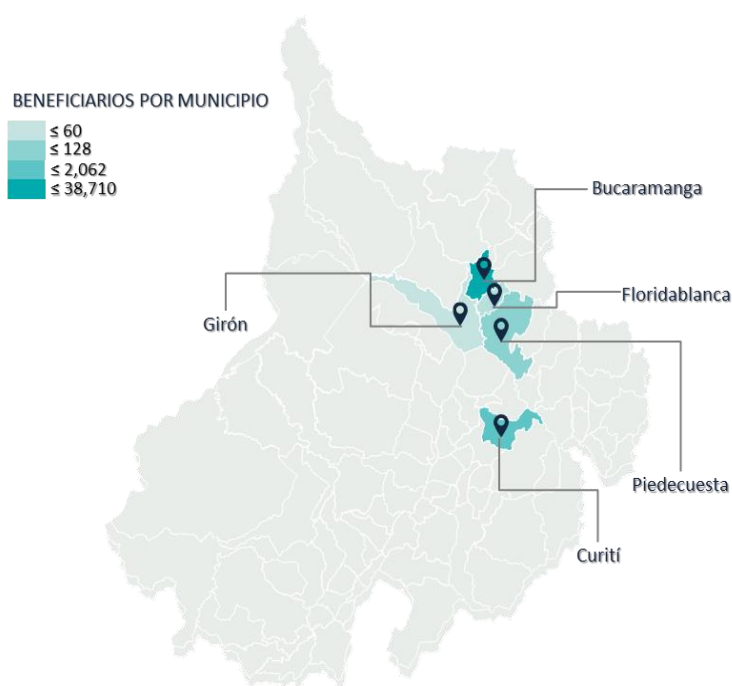 BENEFICIARIOS POR MUNICIPIO
≤ 60
≤ 128
≤ 2,062
≤ 38,710
Bucaramanga
Floridablanca
Girón
Piedecuesta
Curití